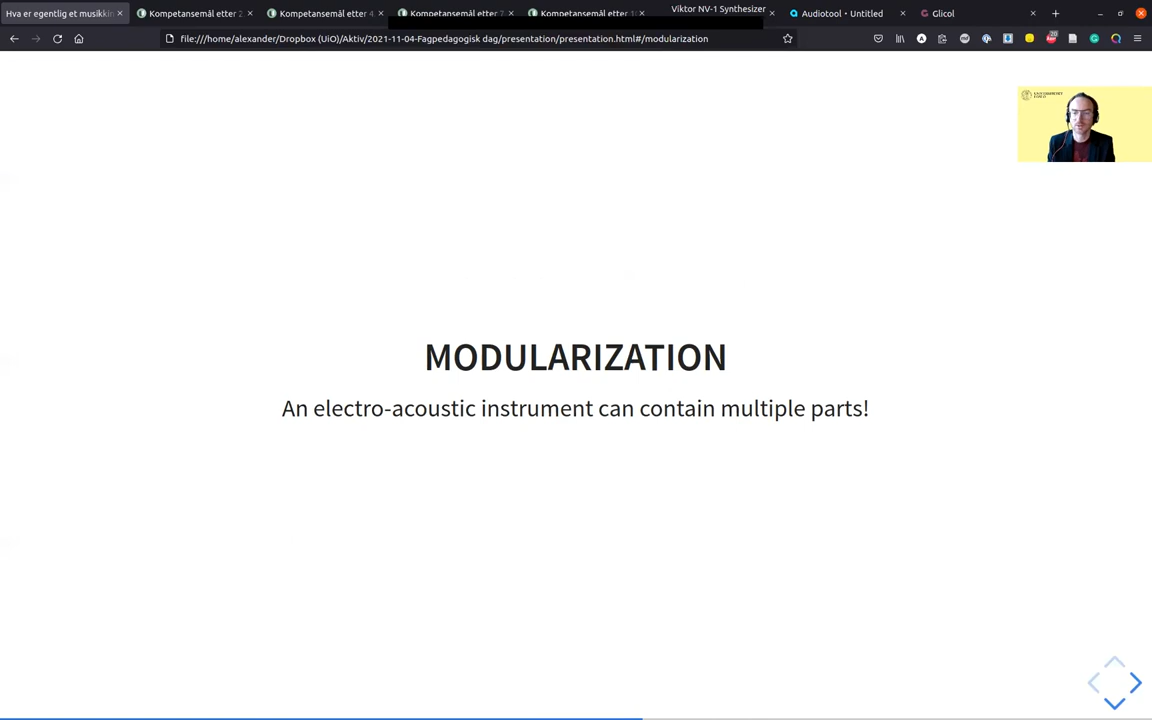 Hva er egentlig et musikkin
Kompetansemål etter 2
Kompetansemål etter 4
Kompetansemål etter 7
Kompetansemål etter 10
Viktor NV-1 Synthesizer
Audiotool • Untitled
Glicol
file:///home/alexander/Dropbox (UiO)/Aktiv/2021-11-04-Fagpedagogisk dag/presentation/presentation.html#/modularization
20
MODULARIZATION
An electro-acoustic instrument can contain multiple parts!